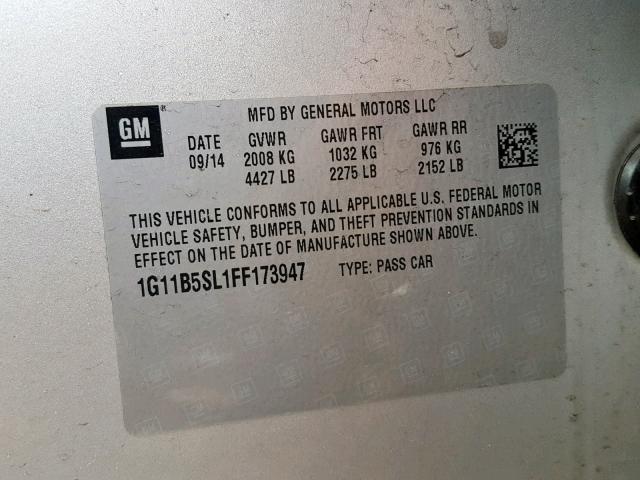 GM
MFD BY GENERAL MOTORS LLC
DATE GVWR GAWR FRT GAWR RR
09/14 2008 KG 1032 KG 976 KG
4427 LB 2275 LB 2152 LB
THIS VEHICLE CONFORMS TO ALL APPLICABLE U.S. FEDERAL MOTOR
VEHICLE SAFETY, BUMPER, AND THEFT PREVENTION STANDARDS IN
EFFECT ON THE DATE OF MANUFACTURE SHOWN ABOVE.
1G11B5SL1FF173947 TYPE: PASS CAR